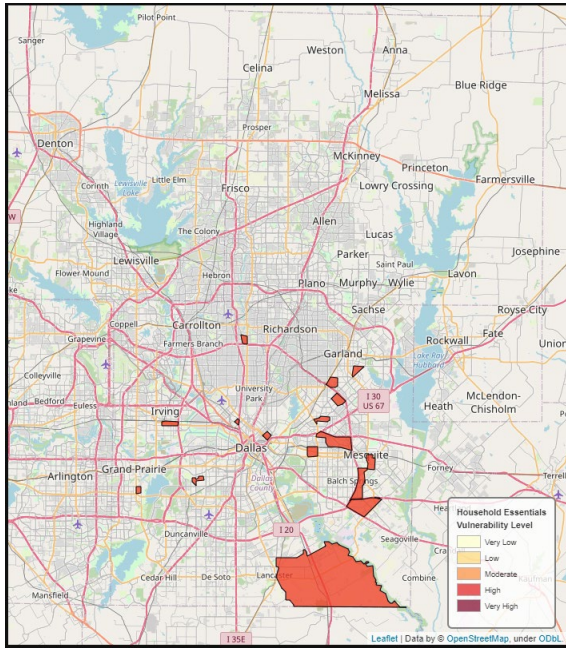 Pilot Point
Sanger
Weston
Anna
Celina
Blue Ridge
Melissa
Prosper
Denton
McKinney
Princeton
Farmersville
Corinth
Lewisville
Lake
Little Elm
Frisco
Lowry Crossing
Allen
Highland
Village
The Colony
Lucas
Parker
Josephine
Lewisville
Saint Paul
Flower Mound
Hebron
Plano
Murphy
Wylie
Lavon
Coppell
Carrollton
Richardson
Sachse
Royse City
Grapevine
Farmers Branch
Rockwall
Fate
Garland
Union
Lake Ray
Hubbard
Colleyville
University
Park
I 30
US 67
McLendon-
Chisholm
Bedford
Euless
Irving
Heath
Dallas
Mesquite
Forney
Arlington
Grand Prairie
Balch Springs
Terrell
Dallas
County
I 20
Duncanville
Seagoville
Cedar Hill
De Soto
Lancaster
Combine
Kaufman
Mansfield
I 35E
Household Essentials
Vulnerability Level
Very Low
Low
Moderate
High
Very High
Leaflet | Data by © OpenStreetMap, under ODbL.